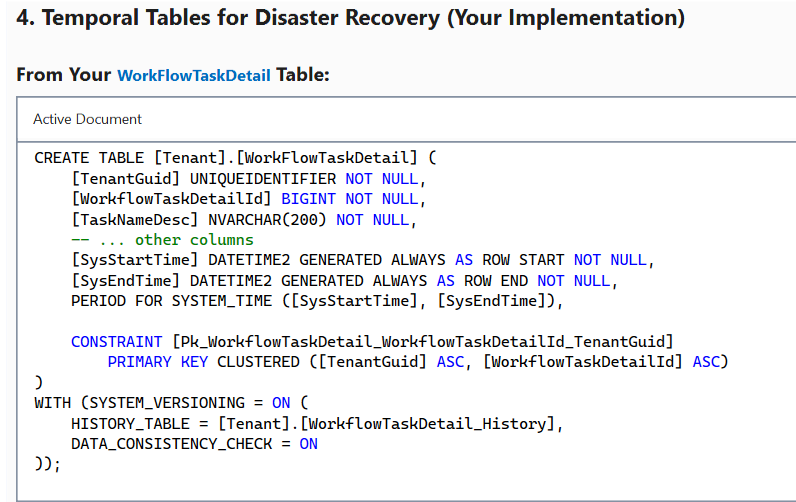 4. Temporal Tables for Disaster Recovery (Your Implementation)
From Your WorkFlowTaskDetail Table:
Active Document
CREATE TABLE [Tenant].[WorkFlowTaskDetail] (
    [TenantGuid] UNIQUEIDENTIFIER NOT NULL,
    [WorkflowTaskDetailId] BIGINT NOT NULL,
    [TaskNameDesc] NVARCHAR(200) NOT NULL,
    -- ... other columns
    [SysStartTime] DATETIME2 GENERATED ALWAYS AS ROW START NOT NULL,
    [SysEndTime] DATETIME2 GENERATED ALWAYS AS ROW END NOT NULL,
    PERIOD FOR SYSTEM_TIME ([SysStartTime], [SysEndTime]),
    CONSTRAINT [Pk_WorkflowTaskDetail_WorkflowTaskDetailId_TenantGuid]
        PRIMARY KEY CLUSTERED ([TenantGuid] ASC, [WorkflowTaskDetailId] ASC)
)
WITH (SYSTEM_VERSIONING = ON (
    HISTORY_TABLE = [Tenant].[WorkflowTaskDetail_History],
    DATA_CONSISTENCY_CHECK = ON
));